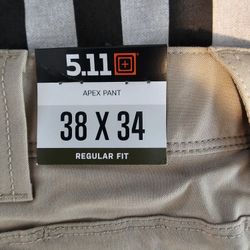 5.11
APEX PANT
38 X 34
REGULAR FIT